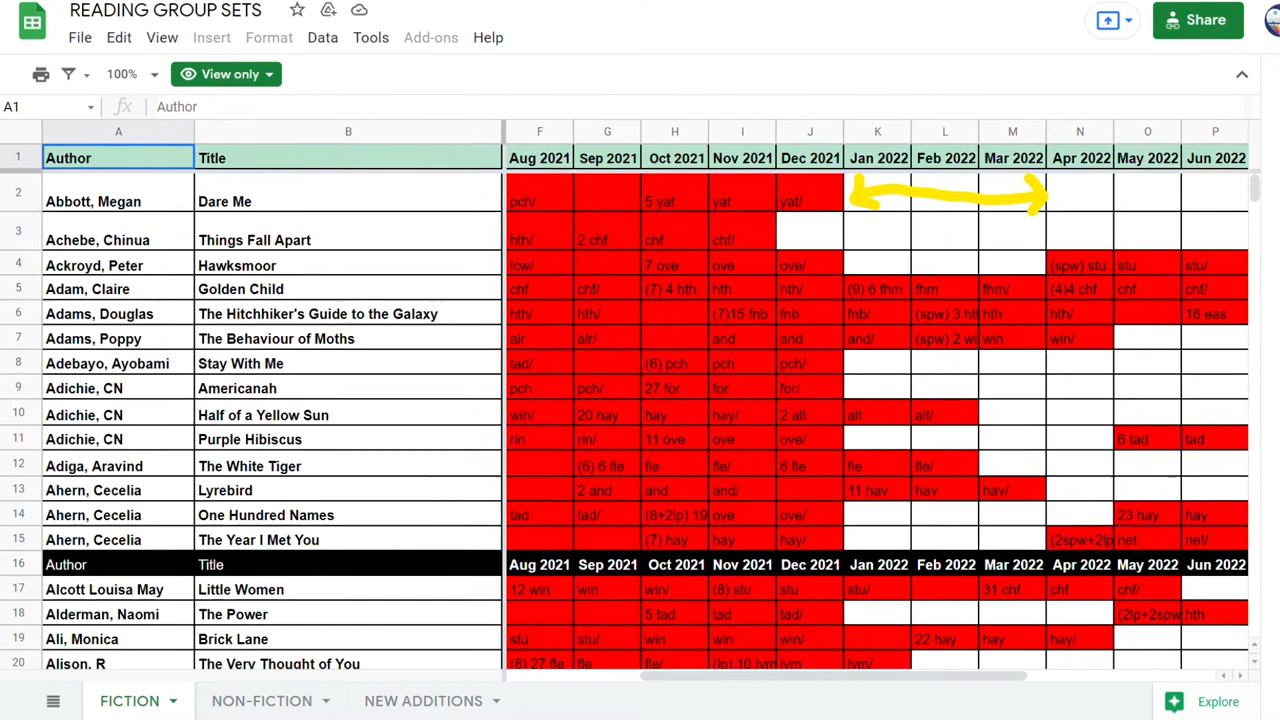 READING GROUP SETS
File Edit View Insert Format Data Tools Add-ons Help
Share
100% View only
A1 fx Author
A B F G H I J K L M N O P
1 Author Title Aug 2021 Sep 2021 Oct 2021 Nov 2021 Dec 2021 Jan 2022 Feb 2022 Mar 2022 Apr 2022 May 2022 Jun 2022
2 Abbott, Megan Dare Me pch/ 5 yat yat yat/
3 Achebe, Chinua Things Fall Apart hth/ 2 chf chf chf/
4 Ackroyd, Peter Hawksmoor lcw/ 7 ove ove ove/ (spw) stu stu stu/
5 Adam, Claire Golden Child chf chf/ (7) 4 hth hth hth/ (9) 6 fhm fhm fhm/ (4)4 chf chf chf/
6 Adams, Douglas The Hitchhiker's Guide to the Galaxy hth/ hth/ (7)15 fnb fnb fnb/ (spw) 3 hth hth/ 16 eas
7 Adams, Poppy The Behaviour of Moths alr alr/ and and and/ (spw) 2 win win/
8 Adebayo, Ayobami Stay With Me tad/ (6) pch pch pch/
9 Adichie, CN Americanah pch pch/ 27 for for for/
10 Adichie, CN Half of a Yellow Sun win/ 20 hay hay hay/ 2 alt alt alt/
11 Adichie, CN Purple Hibiscus rin rin/ 11 ove ove ove/ 6 tad tad
12 Adiga, Aravind The White Tiger (6) 6 fle fle fle/ 6 fle fle fle/
13 Ahern, Cecelia Lyrebird 2 and and and/ 11 hav hav hav/
14 Ahern, Cecelia One Hundred Names tad tad/ (8+2lp) 19 ove ove/ 23 hay hay
15 Ahern, Cecelia The Year I Met You (7) hay hay hay/ (2spw+2lp net net/
16 Author Title Aug 2021 Sep 2021 Oct 2021 Nov 2021 Dec 2021 Jan 2022 Feb 2022 Mar 2022 Apr 2022 May 2022 Jun 2022
17 Alcott Louisa May Little Women 12 win win win/ (8) stu stu stu/ 31 chf chf chf/
18 Alderman, Naomi The Power 5 tad tad tad/ (2lp+2spw hth
19 Ali, Monica Brick Lane stu stu/ win win win/ 22 hay hay hay/
20 Alison. R The Very Thought of You (8) 27 fle fle fle/ (lp) 10 lym lym lym/
FICTION NON-FICTION NEW ADDITIONS Explore